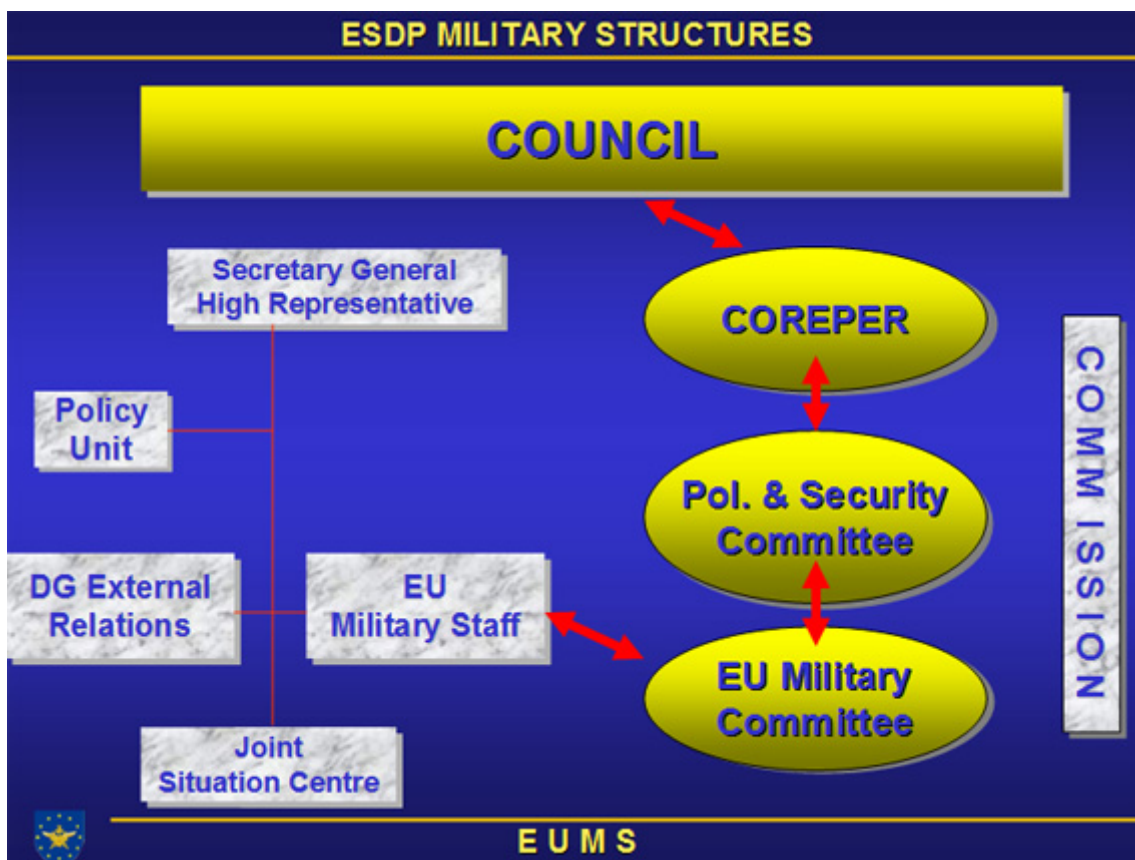 ESDP MILITARY STRUCTURES
COUNCIL
Secretary General
High Representative
COREPER
Policy
Unit
Pol. & Security
Committee
DG External
Relations
EU
Military Staff
EU Military
Committee
Joint
Situation Centre
COMMISSION
EUMS